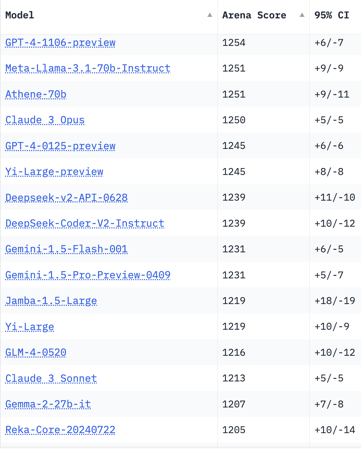 Model ▲ Arena Score ▲ 95% CI
GPT-4-1106-preview 1254 +6/-7
Meta-Llama-3.1-70b-Instruct 1251 +9/-9
Athene-70b 1251 +9/-11
Claude 3 Opus 1250 +5/-5
GPT-4-0125-preview 1245 +6/-6
Yi-Large-preview 1245 +8/-8
Deepseek-v2-API-0628 1239 +11/-10
DeepSeek-Coder-V2-Instruct 1239 +10/-12
Gemini-1.5-Flash-001 1231 +6/-5
Gemini-1.5-Pro-Preview-0409 1231 +5/-7
Jamba-1.5-Large 1219 +18/-19
Yi-Large 1219 +10/-9
GLM-4-0520 1216 +10/-12
Claude 3 Sonnet 1213 +5/-5
Gemma-2-27b-it 1207 +7/-8
Reka-Core-20240722 1205 +10/-14